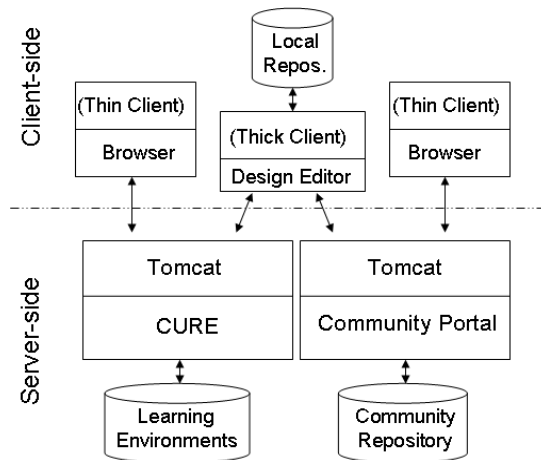 Client-side
Local
Repos.
(Thin Client)
Browser
(Thick Client)
Design Editor
(Thin Client)
Browser
Server-side
Tomcat
CURE
Tomcat
Community Portal
Learning
Environments
Community
Repository